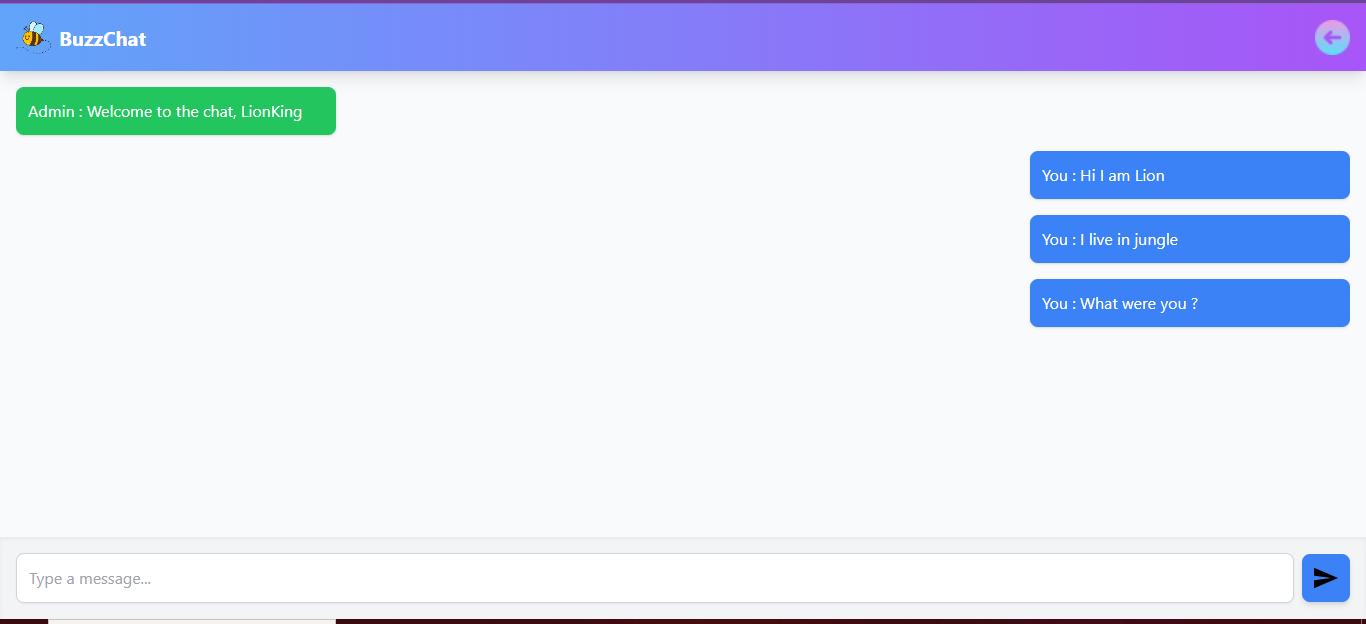 BuzzChat
Admin : Welcome to the chat, LionKing
You : Hi I am Lion
You : I live in jungle
You : What were you ?
Type a message...